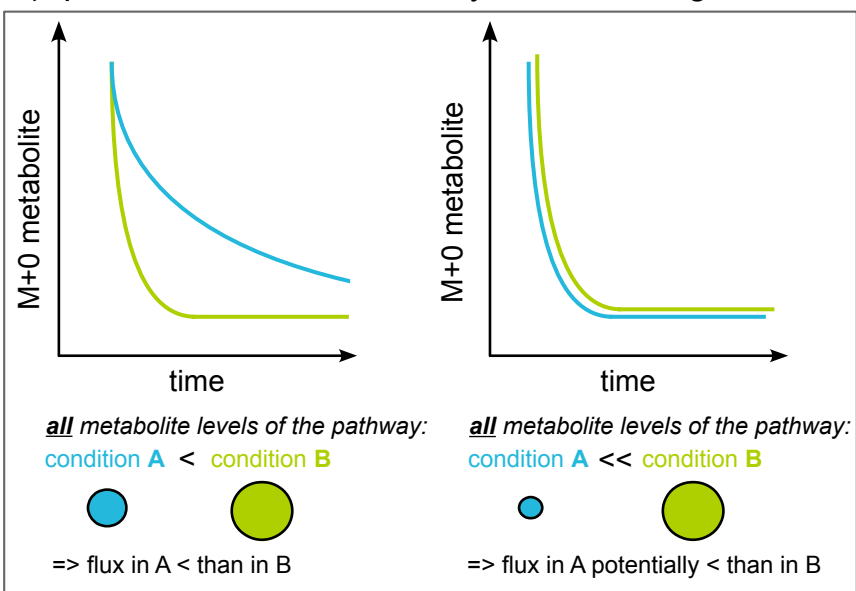 M+0 metabolite
time
all metabolite levels of the pathway:
condition A < condition B
=> flux in A < than in B
M+0 metabolite
time
all metabolite levels of the pathway:
condition A << condition B
=> flux in A potentially < than in B